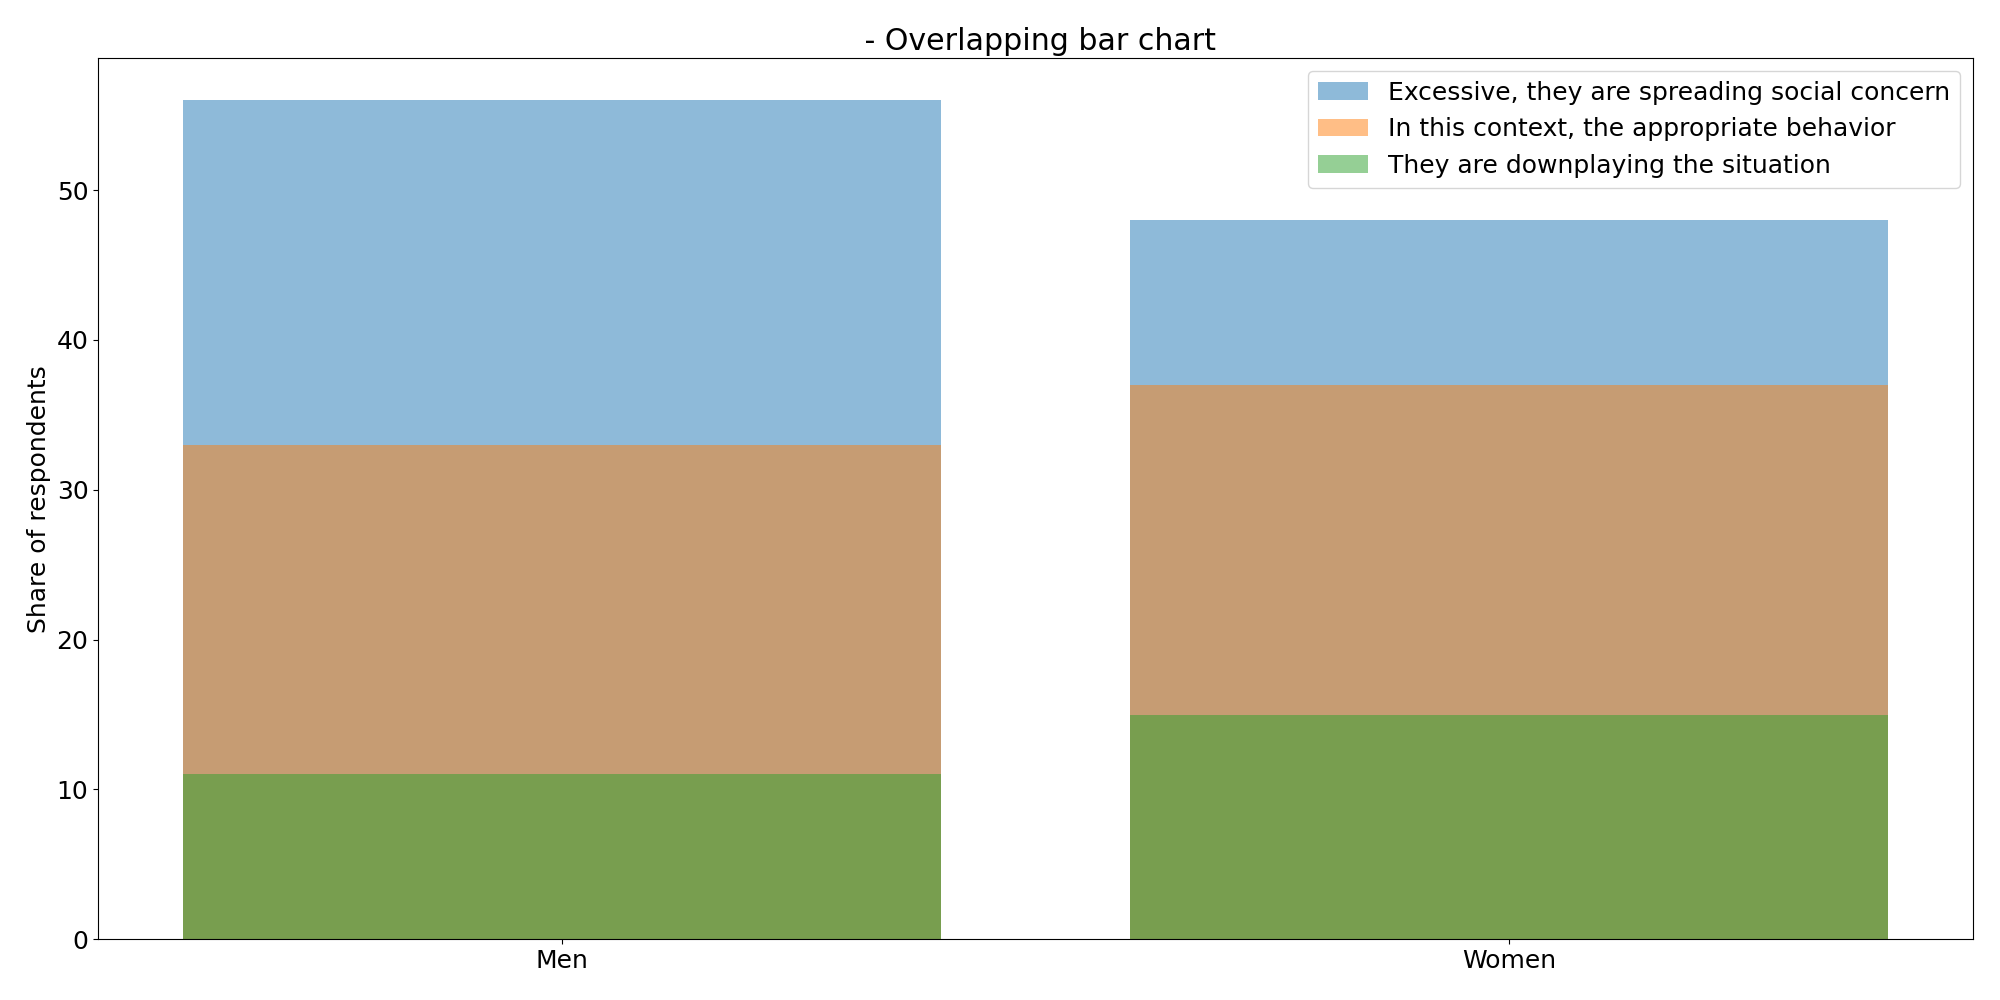 - Overlapping bar chart
Excessive, they are spreading social concern
In this context, the appropriate behavior
They are downplaying the situation
Share of respondents
50
40
30
20
10
0
Men
Women